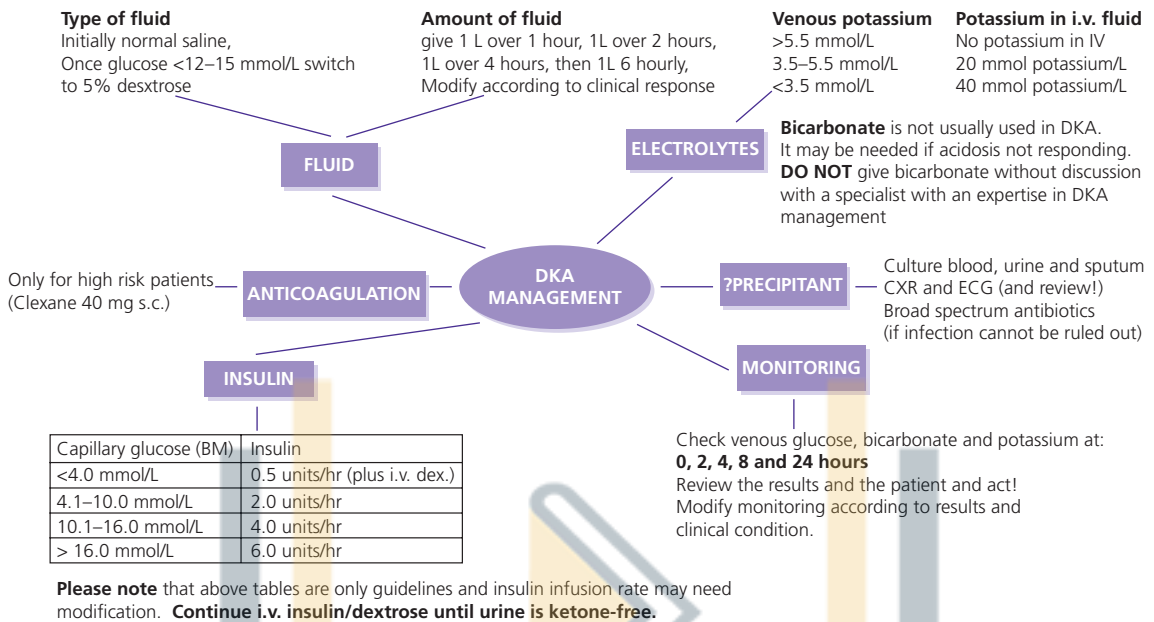 Type of fluid
Initially normal saline,
Once glucose <12–15 mmol/L switch
to 5% desxtrose
Amount of fluid
give 1 L over 1 hour, 1L over 2 hours,
1L over 4 hours, then 1L 6 hourly,
Modify according to clinical response
Venous potassium Potassium in i.v. fluid
>5.5 mmol/L No potassium in IV
3.5–5.5 mmol/L 20 mmol potassium/L
<3.5 mmol/L 40 mmol potassium/L
FLUID
ELECTROLYTES
Bicarbonate is not usually used in DKA.
It may be needed if acidosis not responding.
DO NOT give bicarbonate without discussion
with a specialist with an expertise in DKA
management
Only for high risk patients
(Clexane 40 mg s.c.)
ANTICOAGULATION
DKA
MANAGEMENT
?PRECIPITANT
Culture blood, urine and sputum
CXR and ECG (and review!)
Broad spectrum antibiotics
(if infection cannot be ruled out)
INSULIN
MONITORING
Capillary glucose (BM) Insulin
<4.0 mmol/L 0.5 units/hr (plus i.v. dex.)
4.1–10.0 mmol/L 2.0 units/hr
10.1–16.0 mmol/L 4.0 units/hr
> 16.0 mmol/L 6.0 units/hr
Check venous glucose, bicarbonate and potassium at:
0, 2, 4, 8 and 24 hours
Review the results and the patient and act!
Modify monitoring according to results and
clinical condition.
Please note that above tables are only guidelines and insulin infusion rate may need
modification. Continue i.v. insulin/dextrose until urine is ketone-free.